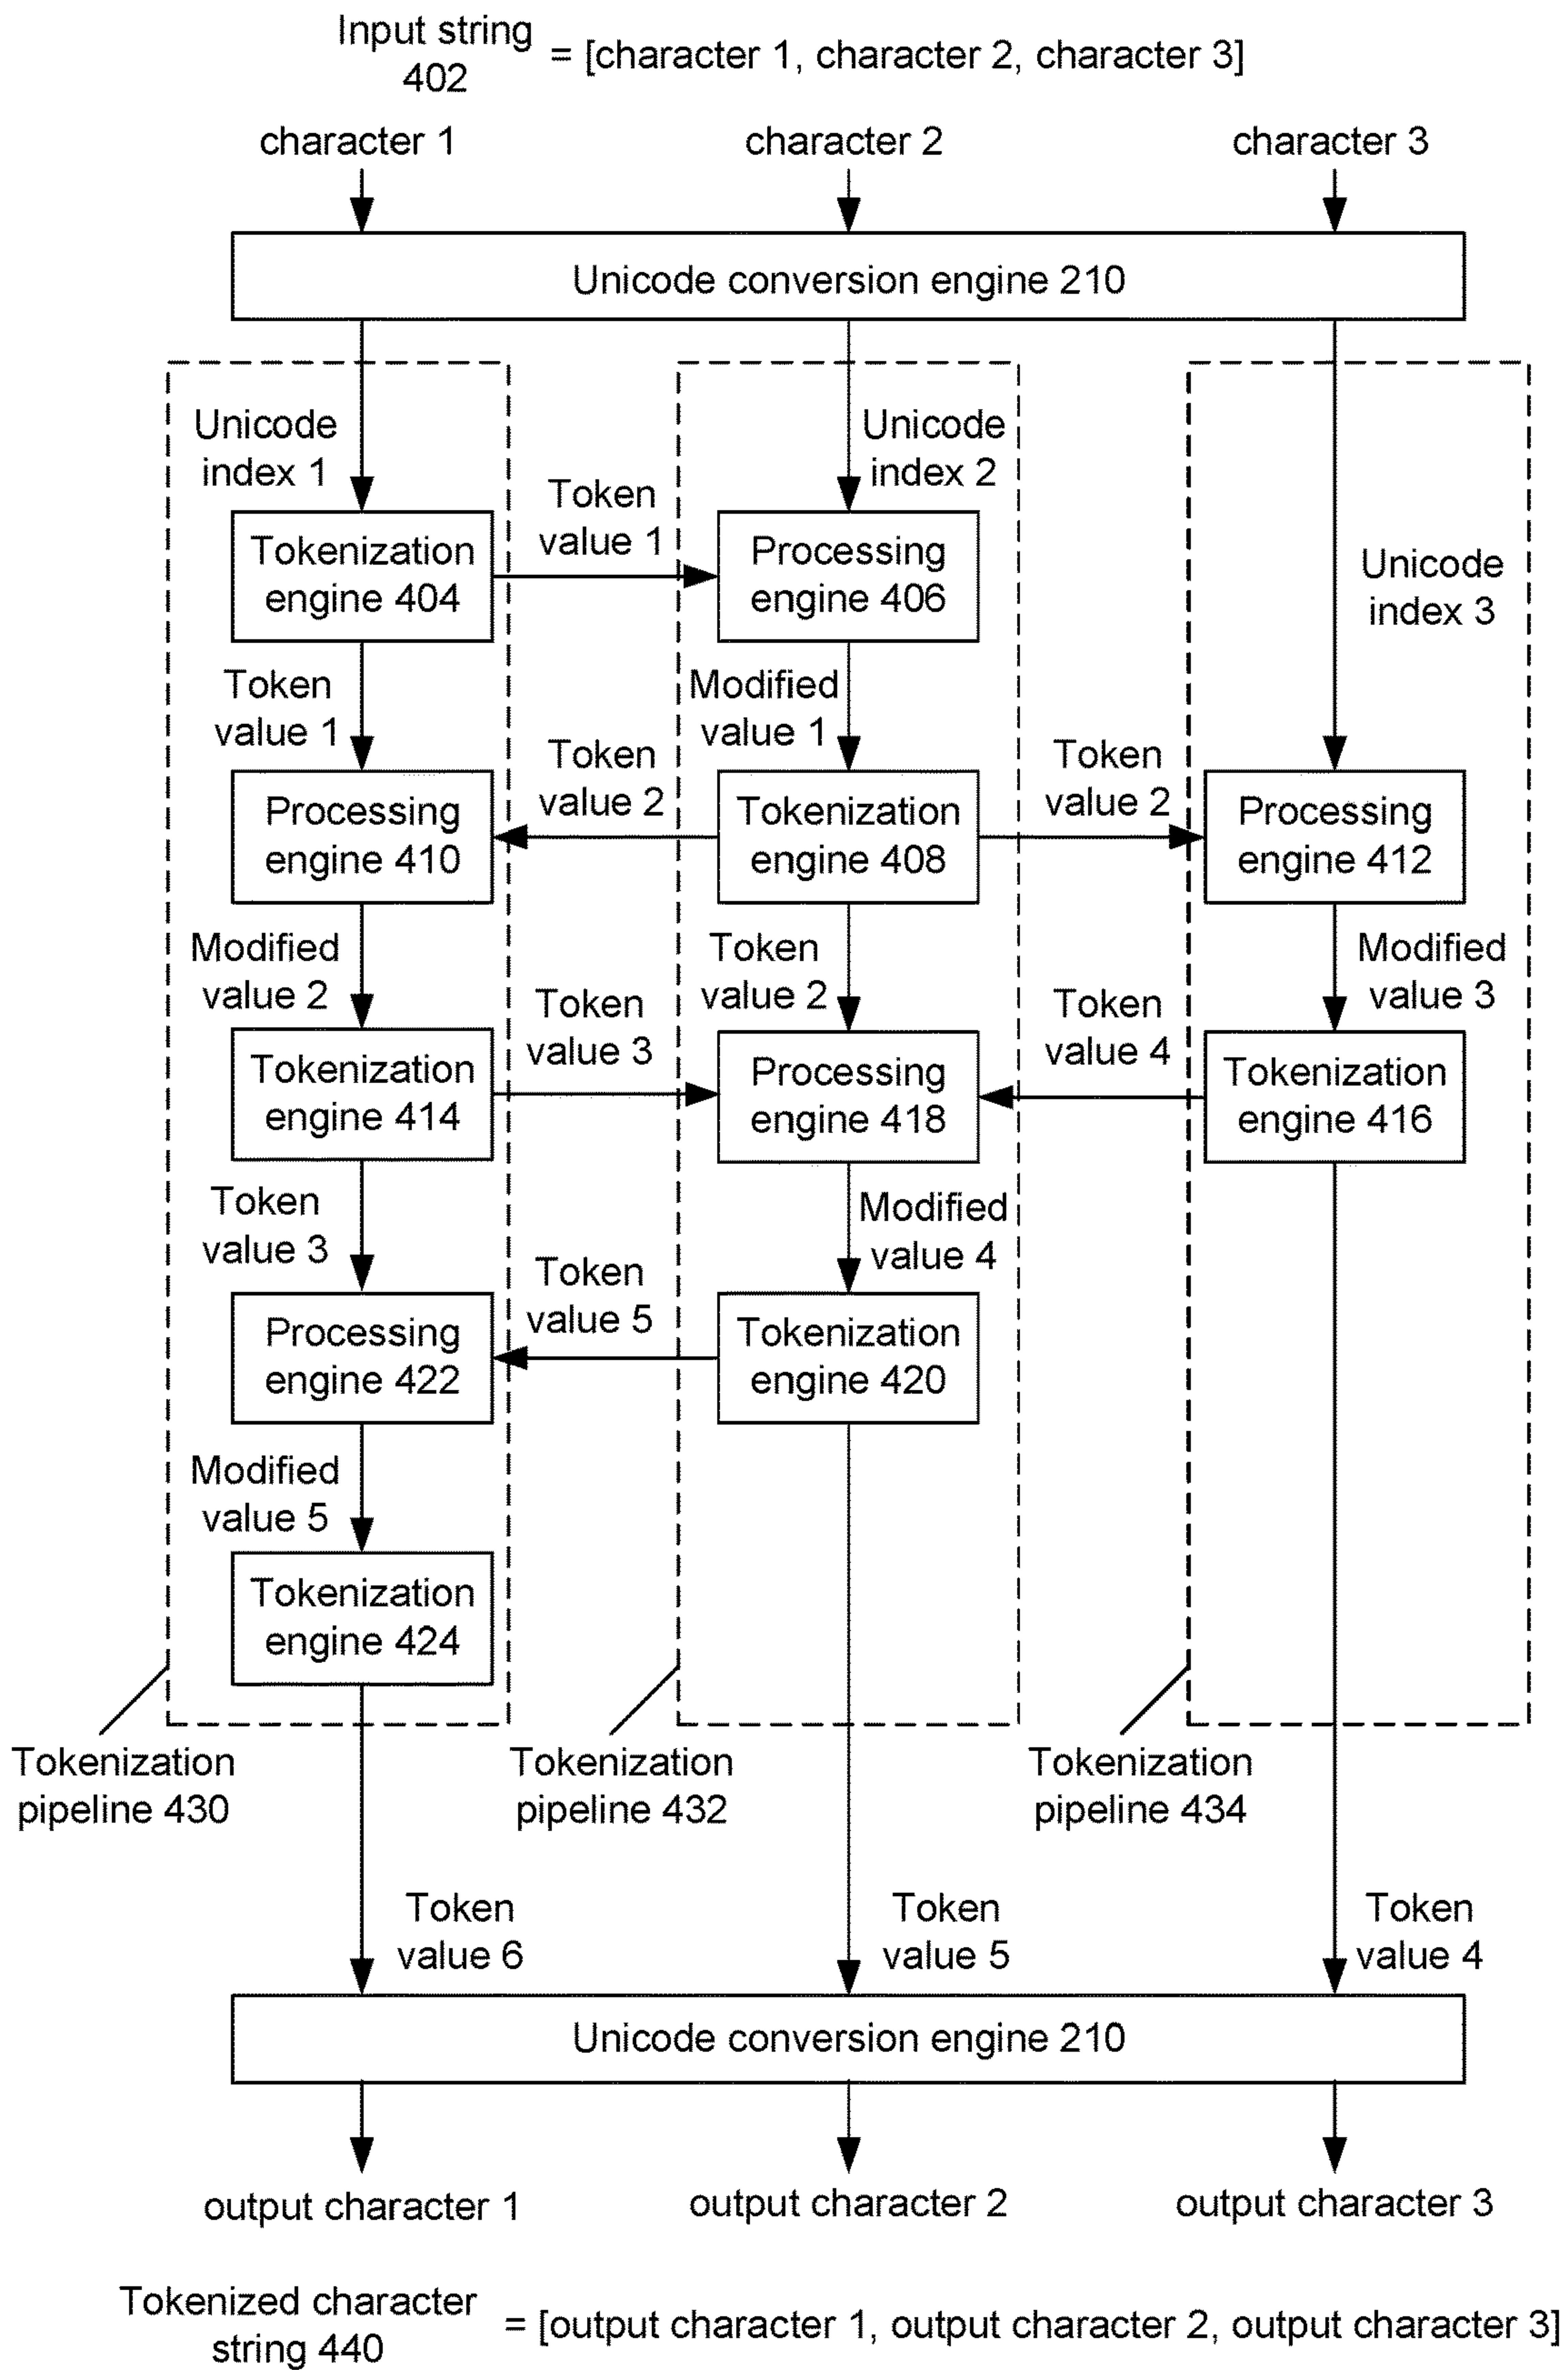 Input string
402
= [character 1, character 2, character 3]
character 1
character 2
character 3
Unicode conversion engine 210
Unicode
index 1
Unicode
index 2
Token
value 1
Tokenization
engine 404
Processing
engine 406
Unicode
index 3
Token
value 1
Modified
value 1
Token
value 2
Token
value 2
Processing
engine 410
Tokenization
engine 408
Processing
engine 412
Modified
value 2
Token
value 2
Modified
value 3
Token
value 3
Token
value 4
Tokenization
engine 414
Processing
engine 418
Tokenization
engine 416
Token
value 3
Modified
value 4
Token
value 5
Processing
engine 422
Tokenization
engine 420
Modified
value 5
Tokenization
engine 424
Tokenization
pipeline 430
Tokenization
pipeline 432
Tokenization
pipeline 434
Token
value 6
Token
value 5
Token
value 4
Unicode conversion engine 210
output character 1
output character 2
output character 3
Tokenized character
string 440
= [output character 1, output character 2, output character 3]